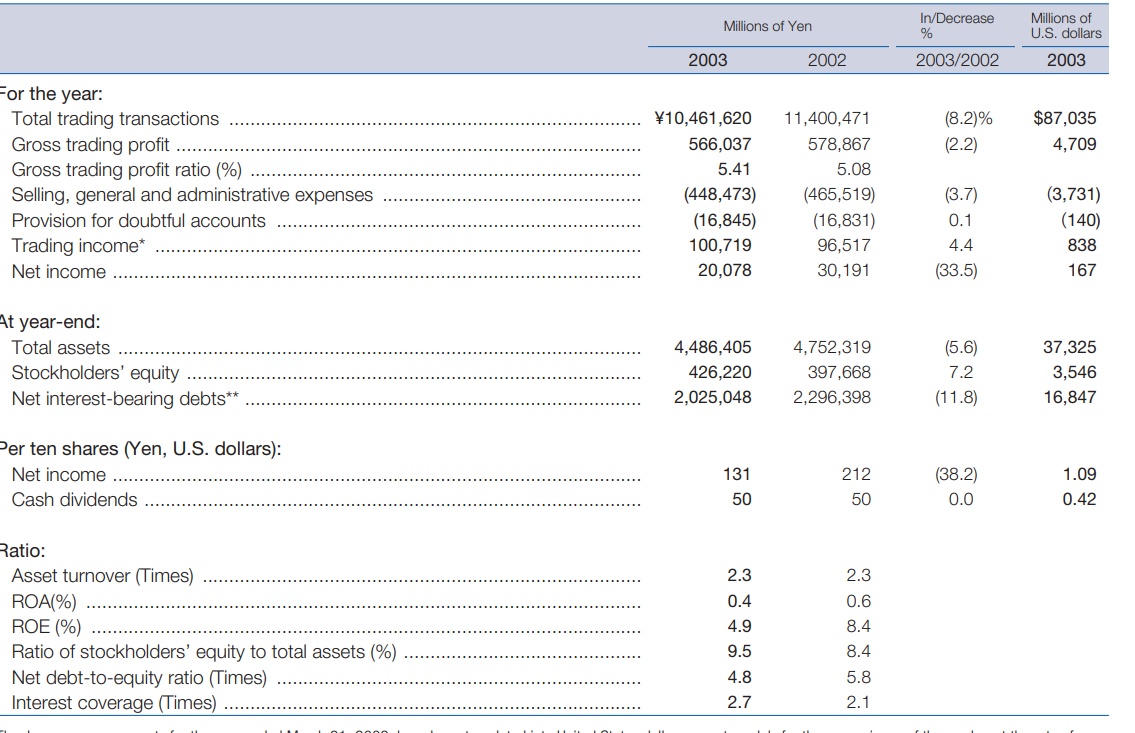 Millions of Yen In/Decrease % Millions of U.S. dollars
2003 2002 2003/2002 2003
For the year:
Total trading transactions ¥10,461,620 11,400,471 (8.2)% $87,035
Gross trading profit 566,037 578,867 (2.2) 4,709
Gross trading profit ratio (%) 5.41 5.08
Selling, general and administrative expenses (448,473) (465,519) (3.7) (3,731)
Provision for doubtful accounts (16,845) (16,831) 0.1 (140)
Trading income* 100,719 96,517 4.4 838
Net income 20,078 30,191 (33.5) 167
At year-end:
Total assets 4,486,405 4,752,319 (5.6) 37,325
Stockholders' equity 426,220 397,668 7.2 3,546
Net interest-bearing debts** 2,025,048 2,296,398 (11.8) 16,847
Per ten shares (Yen, U.S. dollars):
Net income 131 212 (38.2) 1.09
Cash dividends 50 50 0.0 0.42
Ratio:
Asset turnover (Times) 2.3 2.3
ROA(%) 0.4 0.6
ROE (%) 4.9 8.4
Ratio of stockholders' equity to total assets (%) 9.5 8.4
Net debt-to-equity ratio (Times) 4.8 5.8
Interest coverage (Times) 2.7 2.1